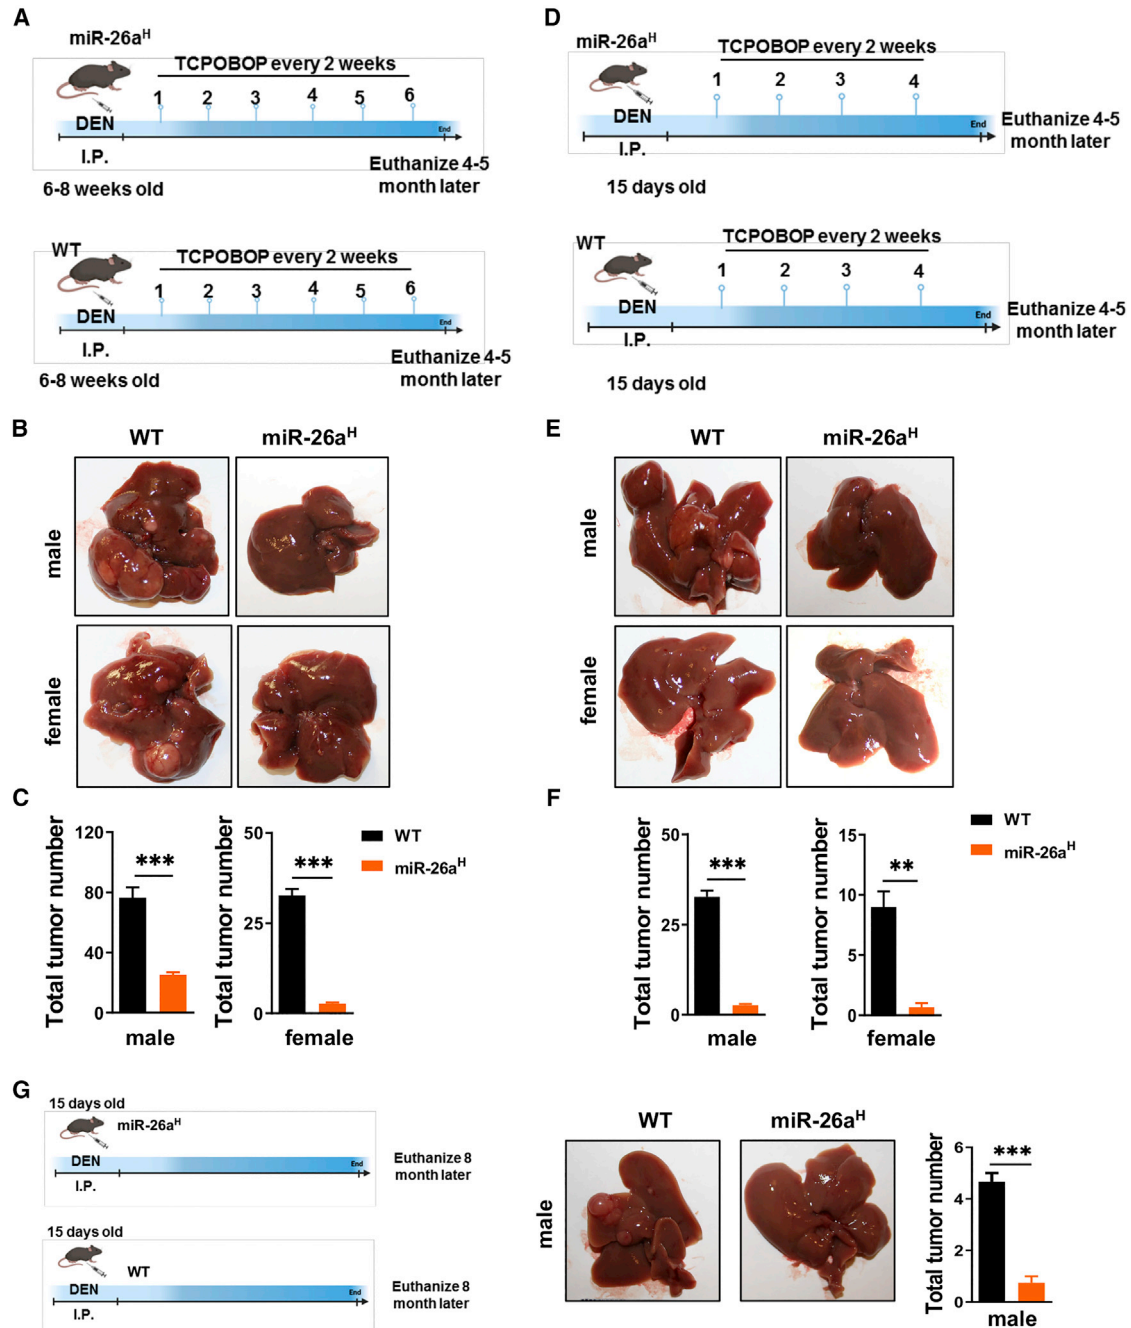 A
miR-26aᴴ
TCPOBOP every 2 weeks
1 2 3 4 5 6
DEN
End
I.P.
Euthanize 4-5
month later
6-8 weeks old
WT
TCPOBOP every 2 weeks
1 2 3 4 5 6
DEN
End
I.P.
Euthanize 4-5
month later
6-8 weeks old
D
miR-26aᴴ
TCPOBOP every 2 weeks
1 2 3 4
DEN
End
I.P.
Euthanize 4-5
month later
15 days old
WT
TCPOBOP every 2 weeks
1 2 3 4
DEN
End
I.P.
Euthanize 4-5
month later
15 days old
B
WT miR-26aᴴ
male
female
E
WT miR-26aᴴ
male
female
C
Total tumor number
120
80
40
0
***
male
Total tumor number
50
25
0
***
female
WT
miR-26aᴴ
F
Total tumor number
50
25
0
***
male
Total tumor number
15
10
5
0
**
female
WT
miR-26aᴴ
G
15 days old
miR-26aᴴ
DEN
End
I.P.
Euthanize 8
month later
15 days old
WT
DEN
End
I.P.
Euthanize 8
month later
WT miR-26aᴴ
male
Total tumor number
6
4
2
0
***
male